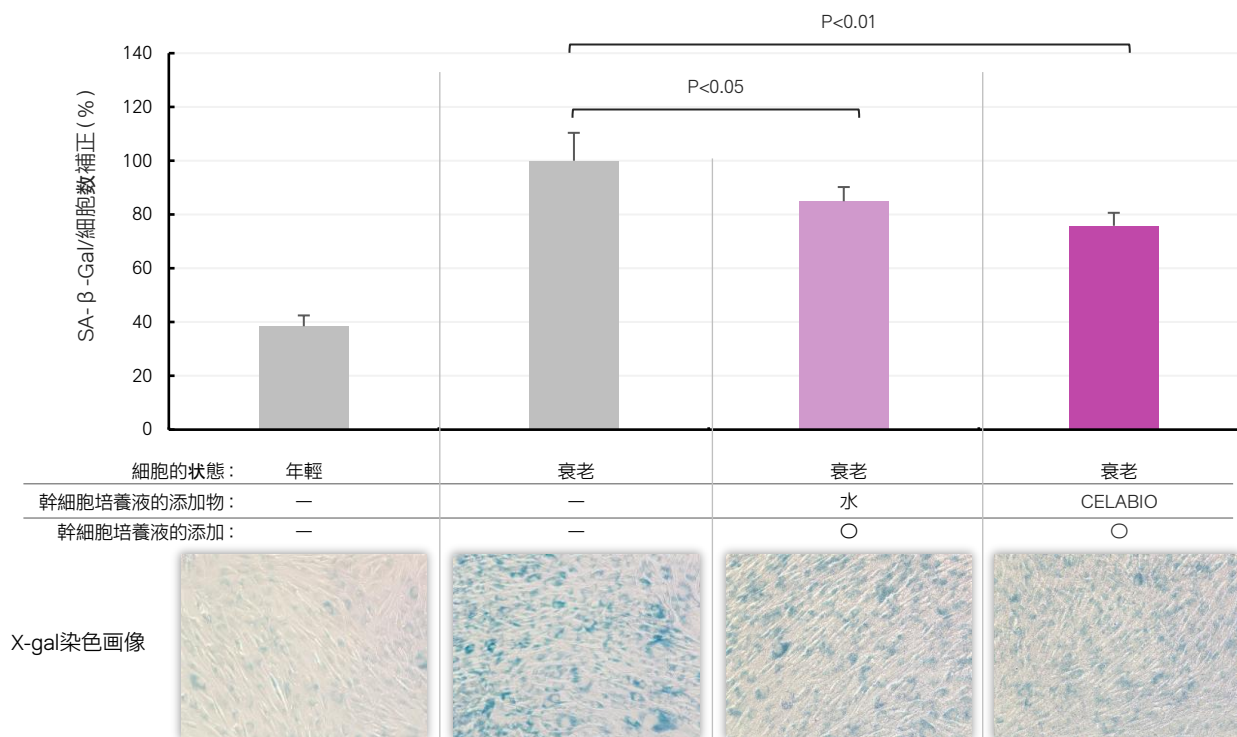 P<0.01
P<0.05
SA-β-Gal/細胞数補正(%)
140
120
100
80
60
40
20
0
細胞的状態: 年輕 衰老 衰老 衰老
幹細胞培養液的添加物: — — 水 CELABIO
幹細胞培養液的添加: — — 〇 〇
X-gal染色画像